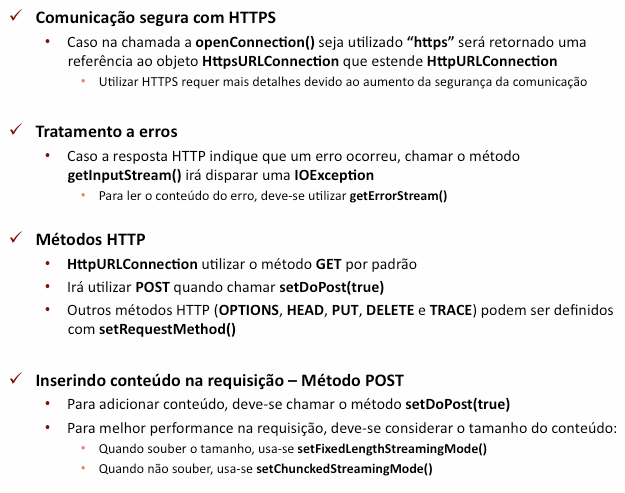 ✓ Comunicação segura com HTTPS
• Caso na chamada a openConnection() seja utilizado “https” será retornado uma
referência ao objeto HttpsURLConnection que estende HttpURLConnection
• Utilizar HTTPS requer mais detalhes devido ao aumento da segurança da comunicação
✓ Tratamento a erros
• Caso a resposta HTTP indique que um erro ocorreu, chamar o método
getInputStream() irá disparar uma IOException
• Para ler o conteúdo do erro, deve-se utilizar getErrorStream()
✓ Métodos HTTP
• HttpURLConnection utilizar o método GET por padrão
• Irá utilizar POST quando chamar setDoPost(true)
• Outros métodos HTTP (OPTIONS, HEAD, PUT, DELETE e TRACE) podem ser definidos
com setRequestMethod()
✓ Inserindo conteúdo na requisição – Método POST
• Para adicionar conteúdo, deve-se chamar o método setDoPost(true)
• Para melhor performance na requisição, deve-se considerar o tamanho do conteúdo:
• Quando souber o tamanho, usa-se setFixedLengthStreamingMode()
• Quando não souber, usa-se setChunckedStreamingMode()